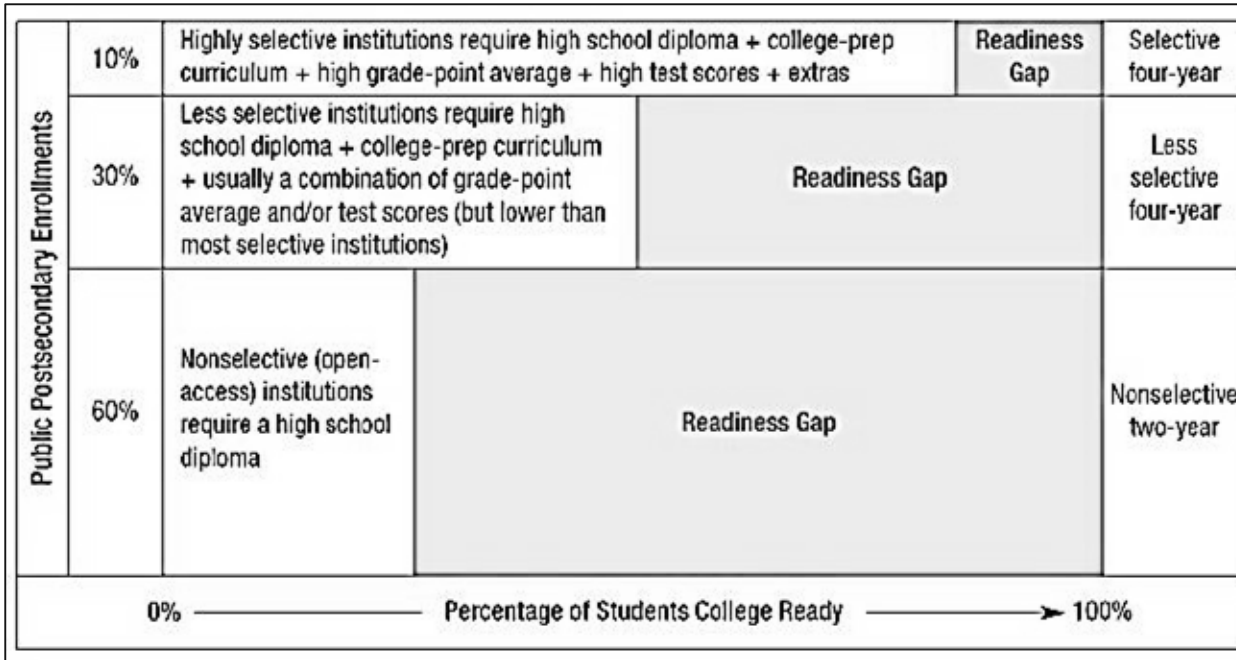 Public Postsecondary Enrollments
10%
Highly selective institutions require high school diploma + college-prep
curriculum + high grade-point average + high test scores + extras
Readiness
Gap
Selective
four-year
30%
Less selective institutions require high
school diploma + college-prep curriculum
+ usually a combination of grade-point
average and/or test scores (but lower than
most selective institutions)
Readiness Gap
Less
selective
four-year
60%
Nonselective (open-
access) institutions
require a high school
diploma
Readiness Gap
Nonselective
two-year
0% Percentage of Students College Ready 100%